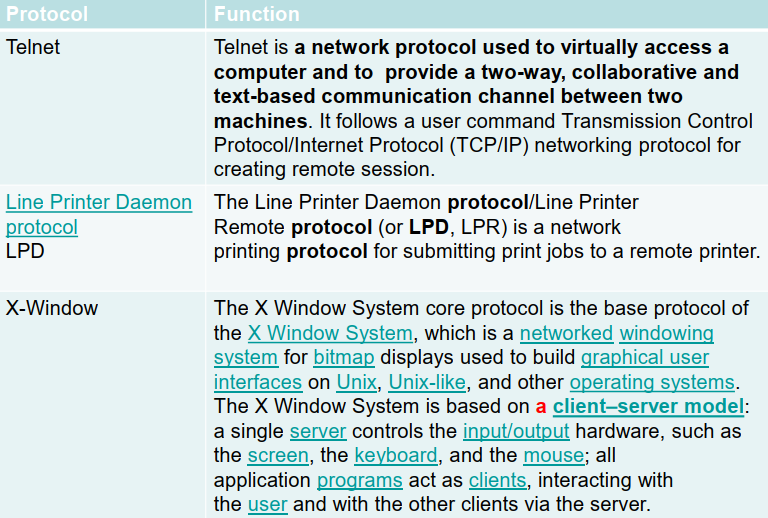 Protocol Function
Telnet
Telnet is a network protocol used to virtually access a
computer and to provide a two-way, collaborative and
text-based communication channel between two
machines. It follows a user command Transmission Control
Protocol/Internet Protocol (TCP/IP) networking protocol for
creating remote session.
Line Printer Daemon
protocol
LPD
The Line Printer Daemon protocol/Line Printer
Remote protocol (or LPD, LPR) is a network
printing protocol for submitting print jobs to a remote printer.
X-Window
The X Window System core protocol is the base protocol of
the X Window System, which is a networked windowing
system for bitmap displays used to build graphical user
interfaces on Unix, Unix-like, and other operating systems.
The X Window System is based on a client–server model:
a single server controls the input/output hardware, such as
the screen, the keyboard, and the mouse; all
application programs act as clients, interacting with
the user and with the other clients via the server.